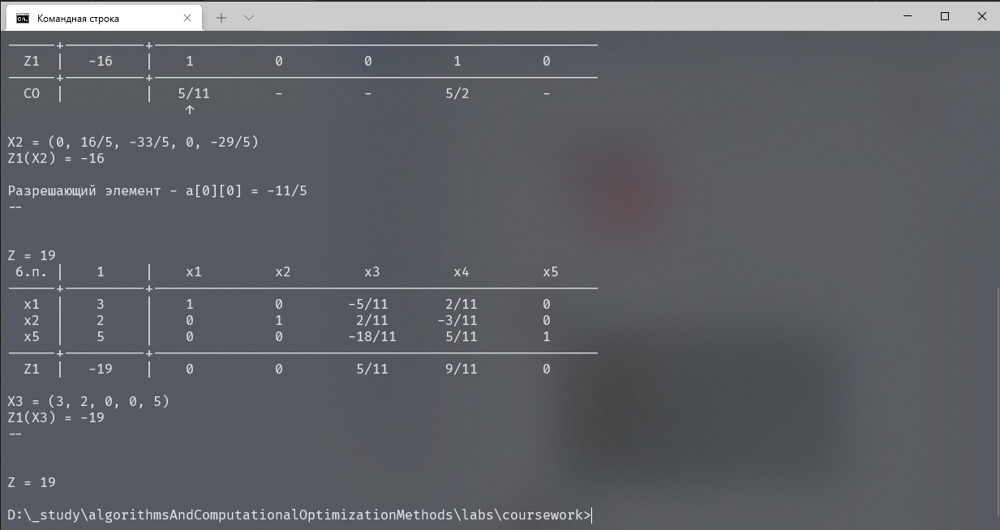 Командная строка
Z1 | -16 | 1 0 0 1 0
СО | | 5/11 - - 5/2 -
↑
X2 = (0, 16/5, -33/5, 0, -29/5)
Z1(X2) = -16
Разрешающий элемент - a[0][0] = -11/5
--
Z = 19
б.п. | 1 | x1 x2 x3 x4 x5
x1 | 3 | 1 0 -5/11 2/11 0
x2 | 2 | 0 1 2/11 -3/11 0
x5 | 5 | 0 0 -18/11 5/11 1
Z1 | -19 | 0 0 5/11 9/11 0
X3 = (3, 2, 0, 0, 5)
Z1(X3) = -19
--
Z = 19
D:\_study\algorithmsAndComputationalOptimizationMethods\labs\coursework>